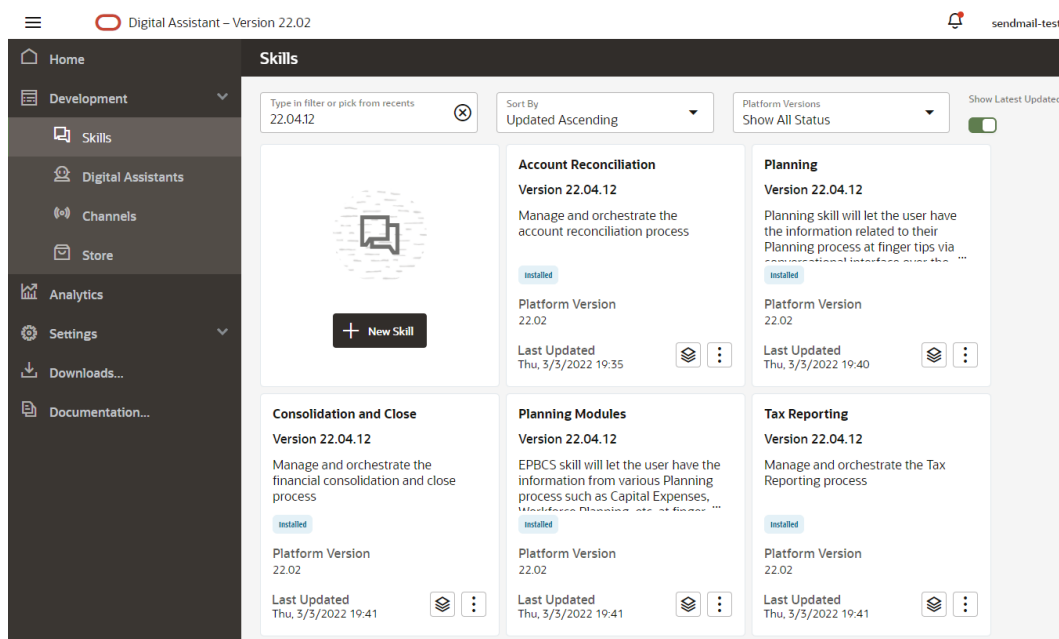 Digital Assistant – Version 22.02
sendmail-test
Home
Development
Skills
Digital Assistants
Channels
Store
Analytics
Settings
Downloads...
Documentation...
Skills
Type in filter or pick from recents
22.04.12
Sort By
Updated Ascending
Platform Versions
Show All Status
Show Latest Updated
New Skill
Account Reconciliation
Version 22.04.12
Manage and orchestrate the
account reconciliation process
Installed
Platform Version
22.02
Last Updated
Thu, 3/3/2022 19:35
Planning
Version 22.04.12
Planning skill will let the user have
the information related to their
Planning process at finger tips via
conversational interface over the ...
Installed
Platform Version
22.02
Last Updated
Thu, 3/3/2022 19:40
Consolidation and Close
Version 22.04.12
Manage and orchestrate the
financial consolidation and close
process
Installed
Platform Version
22.02
Last Updated
Thu, 3/3/2022 19:41
Planning Modules
Version 22.04.12
EPBCS skill will let the user have the
information from various Planning
process such as Capital Expenses,
Workforce Planning, etc. at finger ...
Installed
Platform Version
22.02
Last Updated
Thu, 3/3/2022 19:41
Tax Reporting
Version 22.04.12
Manage and orchestrate the Tax
Reporting process
Installed
Platform Version
22.02
Last Updated
Thu, 3/3/2022 19:41